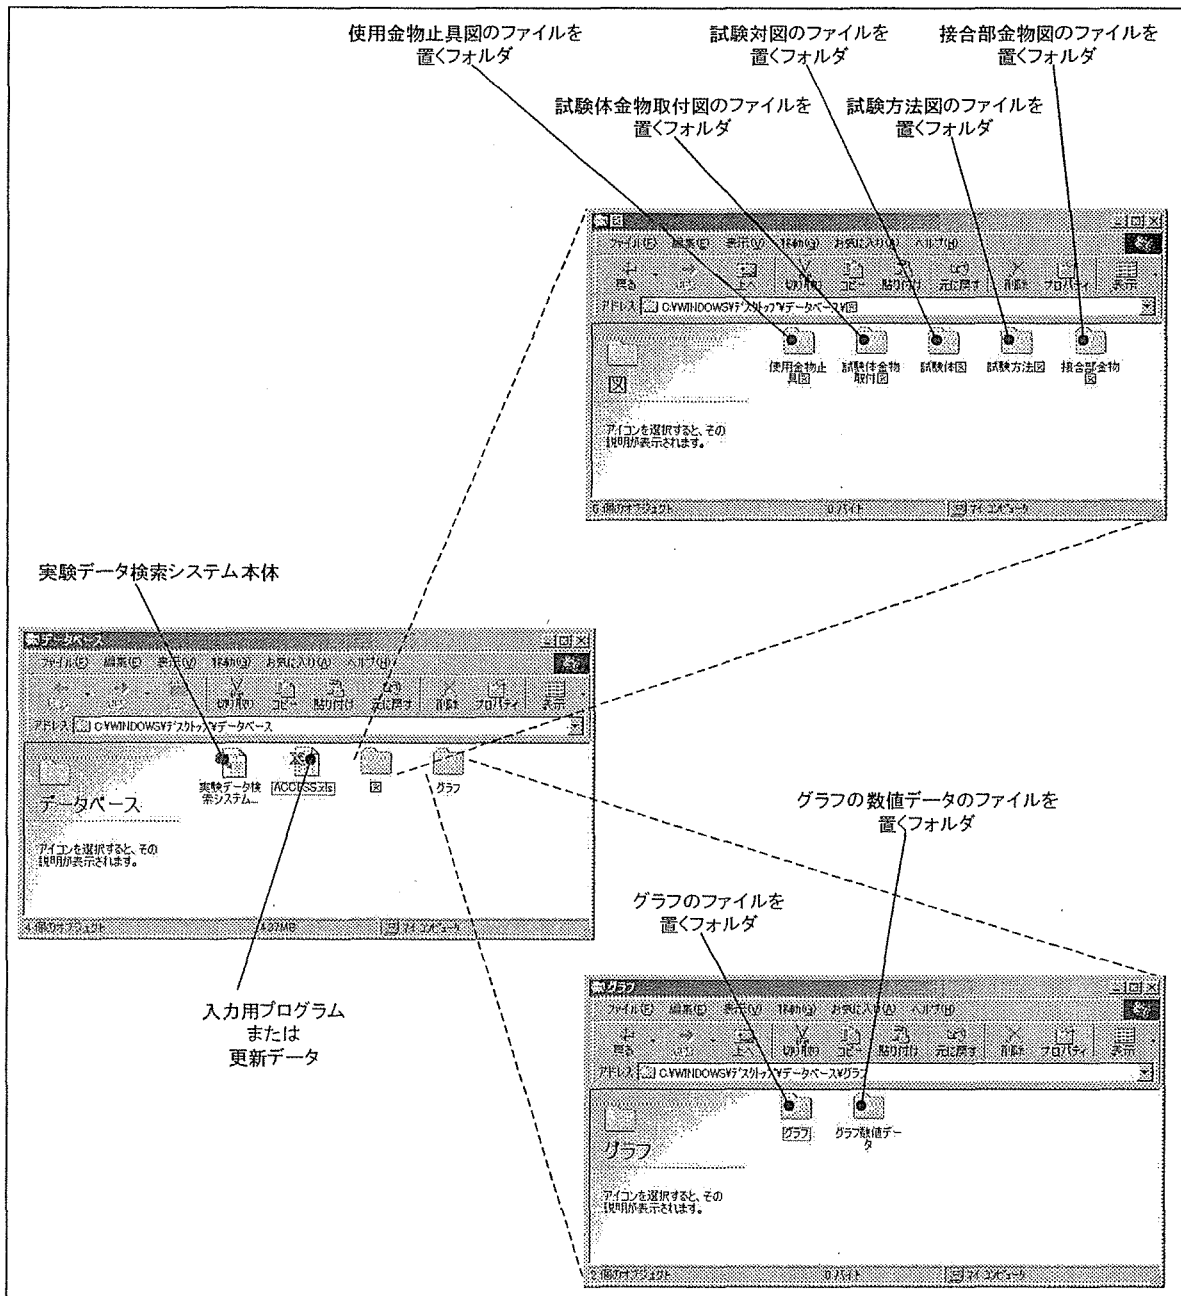 使用金物止具図のファイルを
置くフォルダ
試験対図のファイルを
置くフォルダ
接合部金物図のファイルを
置くフォルダ
試験体金物取付図のファイルを
置くフォルダ
試験方法図のファイルを
置くフォルダ
図
ファイル(F) 編集(E) 表示(V) 移動(G) お気に入り(A) ヘルプ(H)
戻る 上へ 切り取り コピー 貼り付け 元に戻す 削除 プロパティ 表示
アドレス C:¥WINDOWS¥デスクトップ¥データベース¥図
使用金物止
具図
試験体金物
取付図
試験体図
試験方法図
接合部金物
図
図
アイコンを選択すると、その
説明が表示されます。
個のオブジェクト 0 バイト マイ コンピュータ
実験データ検索システム本体
データベース
ファイル(F) 編集(E) 表示(V) 移動(G) お気に入り(A) ヘルプ(H)
切り取り コピー 貼り付け 元に戻す 削除 プロパティ 表示
アドレス C:¥WINDOWS¥デスクトップ¥データベース
実験データ検
索システム...
ACCESS.xls
図
グラフ
データベース
アイコンを選択すると、その
説明が表示されます。
4 個のオブジェクト マイ コンピュータ
グラフの数値データのファイルを
置くフォルダ
グラフのファイルを
置くフォルダ
入力用プログラム
または
更新データ
グラフ
ファイル(F) 編集(E) 表示(V) 移動(G) お気に入り(A) ヘルプ(H)
戻る 上へ 切り取り コピー 貼り付け 元に戻す 削除 プロパティ 表示
アドレス C:¥WINDOWS¥デスクトップ¥データベース¥グラフ
グラフ
グラフ数値デー
タ
グラフ
アイコンを選択すると、その
説明が表示されます。
2 個のオブジェクト 0 バイト マイ コンピュータ